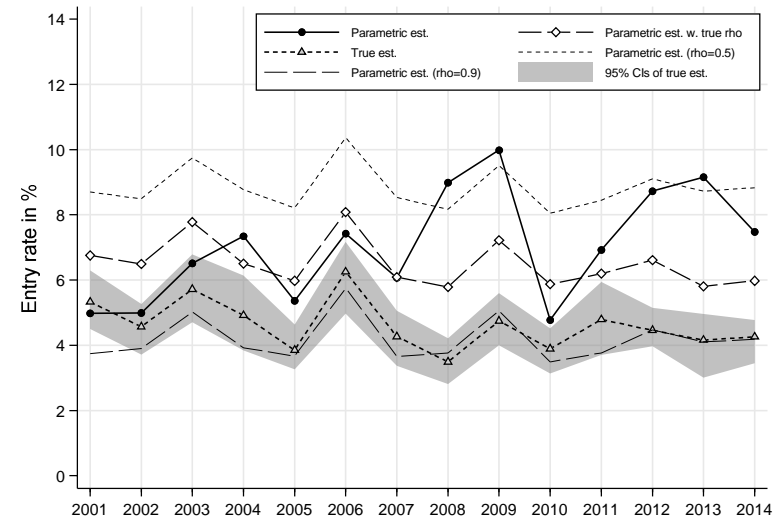 Parametric est.
Parametric est. w. true rho
True est.
Parametric est. (rho=0.5)
Parametric est. (rho=0.9)
95% CIs of true est.
Entry rate in %
14
12
10
8
6
4
2
0
2001 2002 2003 2004 2005 2006 2007 2008 2009 2010 2011 2012 2013 2014